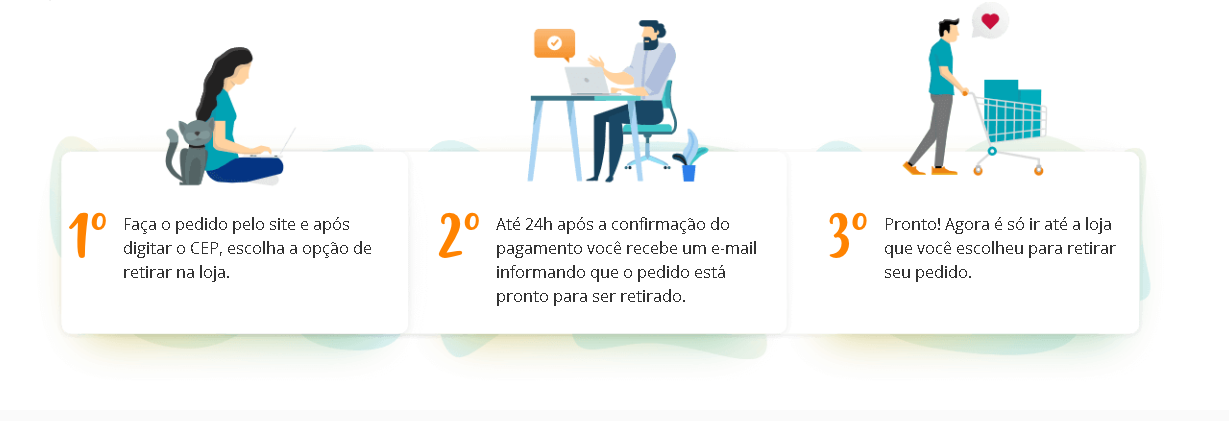 1º
Faça o pedido pelo site e após
digitar o CEP, escolha a opção de
retirar na loja.
2º
Até 24h após a confirmação do
pagamento você recebe um e-mail
informando que o pedido está
pronto para ser retirado.
3º
Pronto! Agora é só ir até a loja
que você escolheu para retirar
seu pedido.